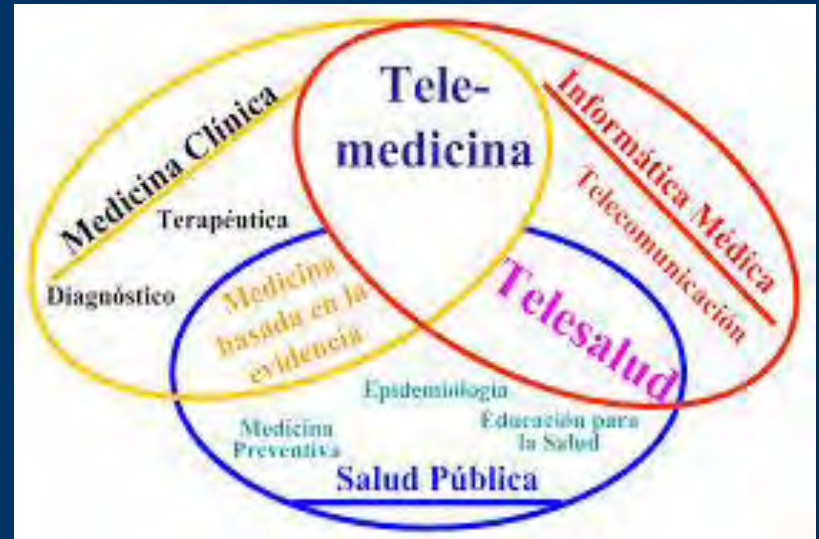 Tele-
medicina
Medicina Clínica
Terapéutica
Diagnóstico
Informática Médica
Telecomunicación
Medicina
basada en la
evidencia
Telesalud
Epidemiología
Medicina
Preventiva
Educación para
la Salud
Salud Pública